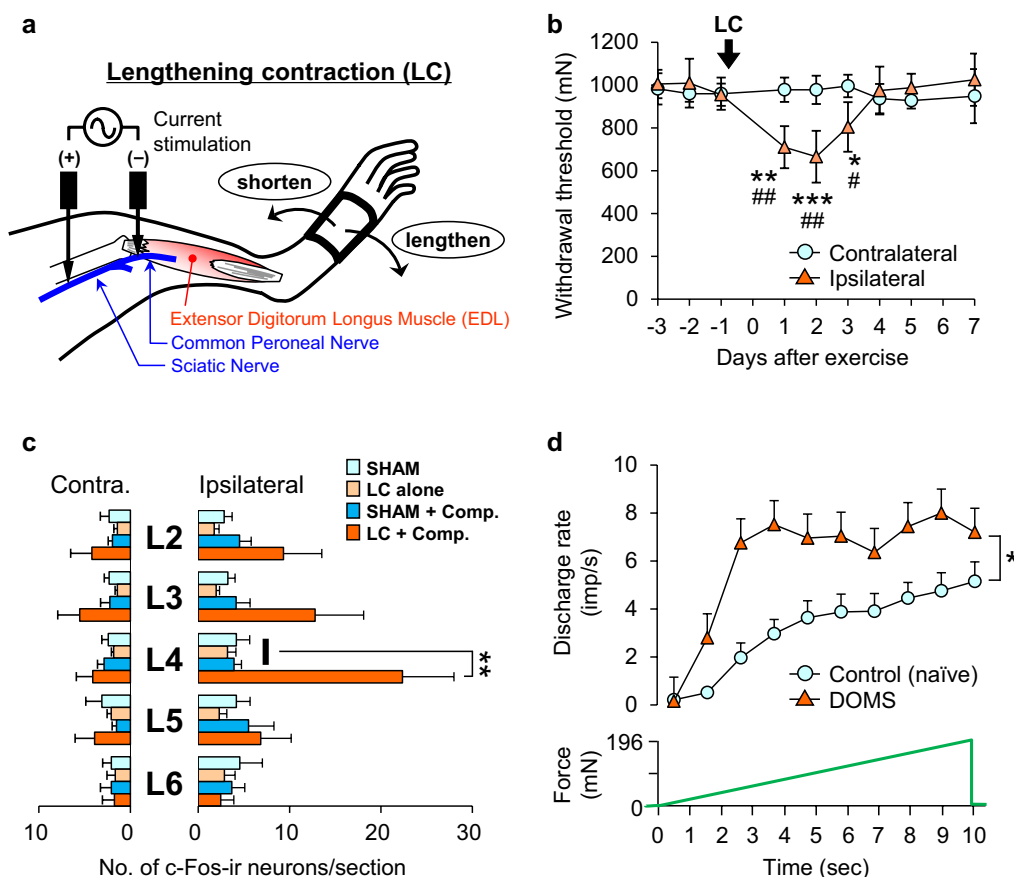 a
Lengthening contraction (LC)
Current
stimulation
(+)
(−)
shorten
lengthen
Extensor Digitorum Longus Muscle (EDL)
Common Peroneal Nerve
Sciatic Nerve
b
LC
Withdrawal threshold (mN)
1200
1000
800
600
400
200
0
**
##
***
##
*
#
Contralateral
Ipsilateral
-3 -2 -1 0 1 2 3 4 5 7
Days after exercise
c
Contra.
Ipsilateral
SHAM
LC alone
SHAM + Comp.
LC + Comp.
L2
L3
L4
**
L5
L6
10 0 0 10 20 30
No. of c-Fos-ir neurons/section
d
Discharge rate
(imp/s)
10
8
6
4
2
0
*
Control (naïve)
DOMS
Force
(mN)
196
0
0 1 2 3 4 5 6 7 8 9 10
Time (sec)